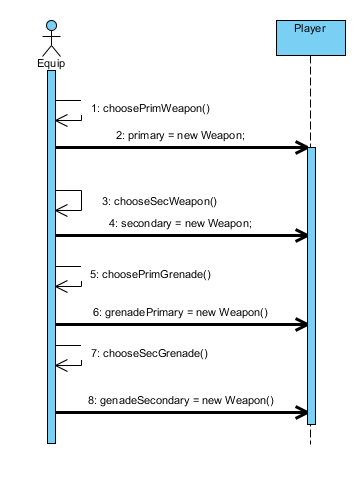 Player
Equip
1: choosePrimWeapon()
2: primary = new Weapon;
3: chooseSecWeapon()
4: secondary = new Weapon;
5: choosePrimGrenade()
6: grenadePrimary = new Weapon()
7: chooseSecGrenade()
8: genadeSecondary = new Weapon()